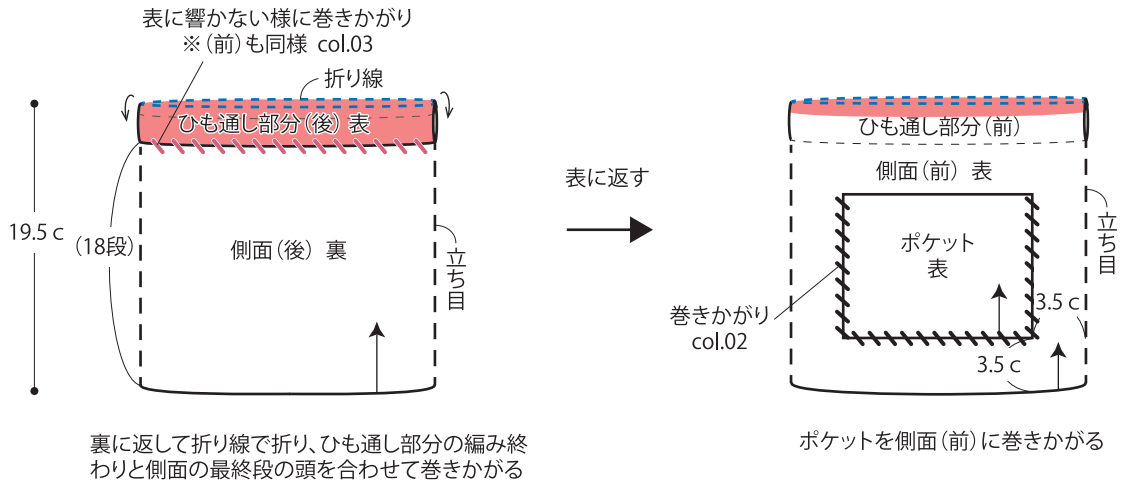 表に響かない様に巻きかがり
※(前)も同様 col.03
折り線
ひも通し部分(後) 表
19.5 c
(18段)
側面(後) 裏
立ち目
裏に返して折り線で折り、ひも通し部分の編み終
わりと側面の最終段の頭を合わせて巻きかがる
表に返す
ひも通し部分(前)
側面(前) 表
ポケット
表
立ち目
巻きかがり
col.02
3.5 c
3.5 c
ポケットを側面(前)に巻きかがる